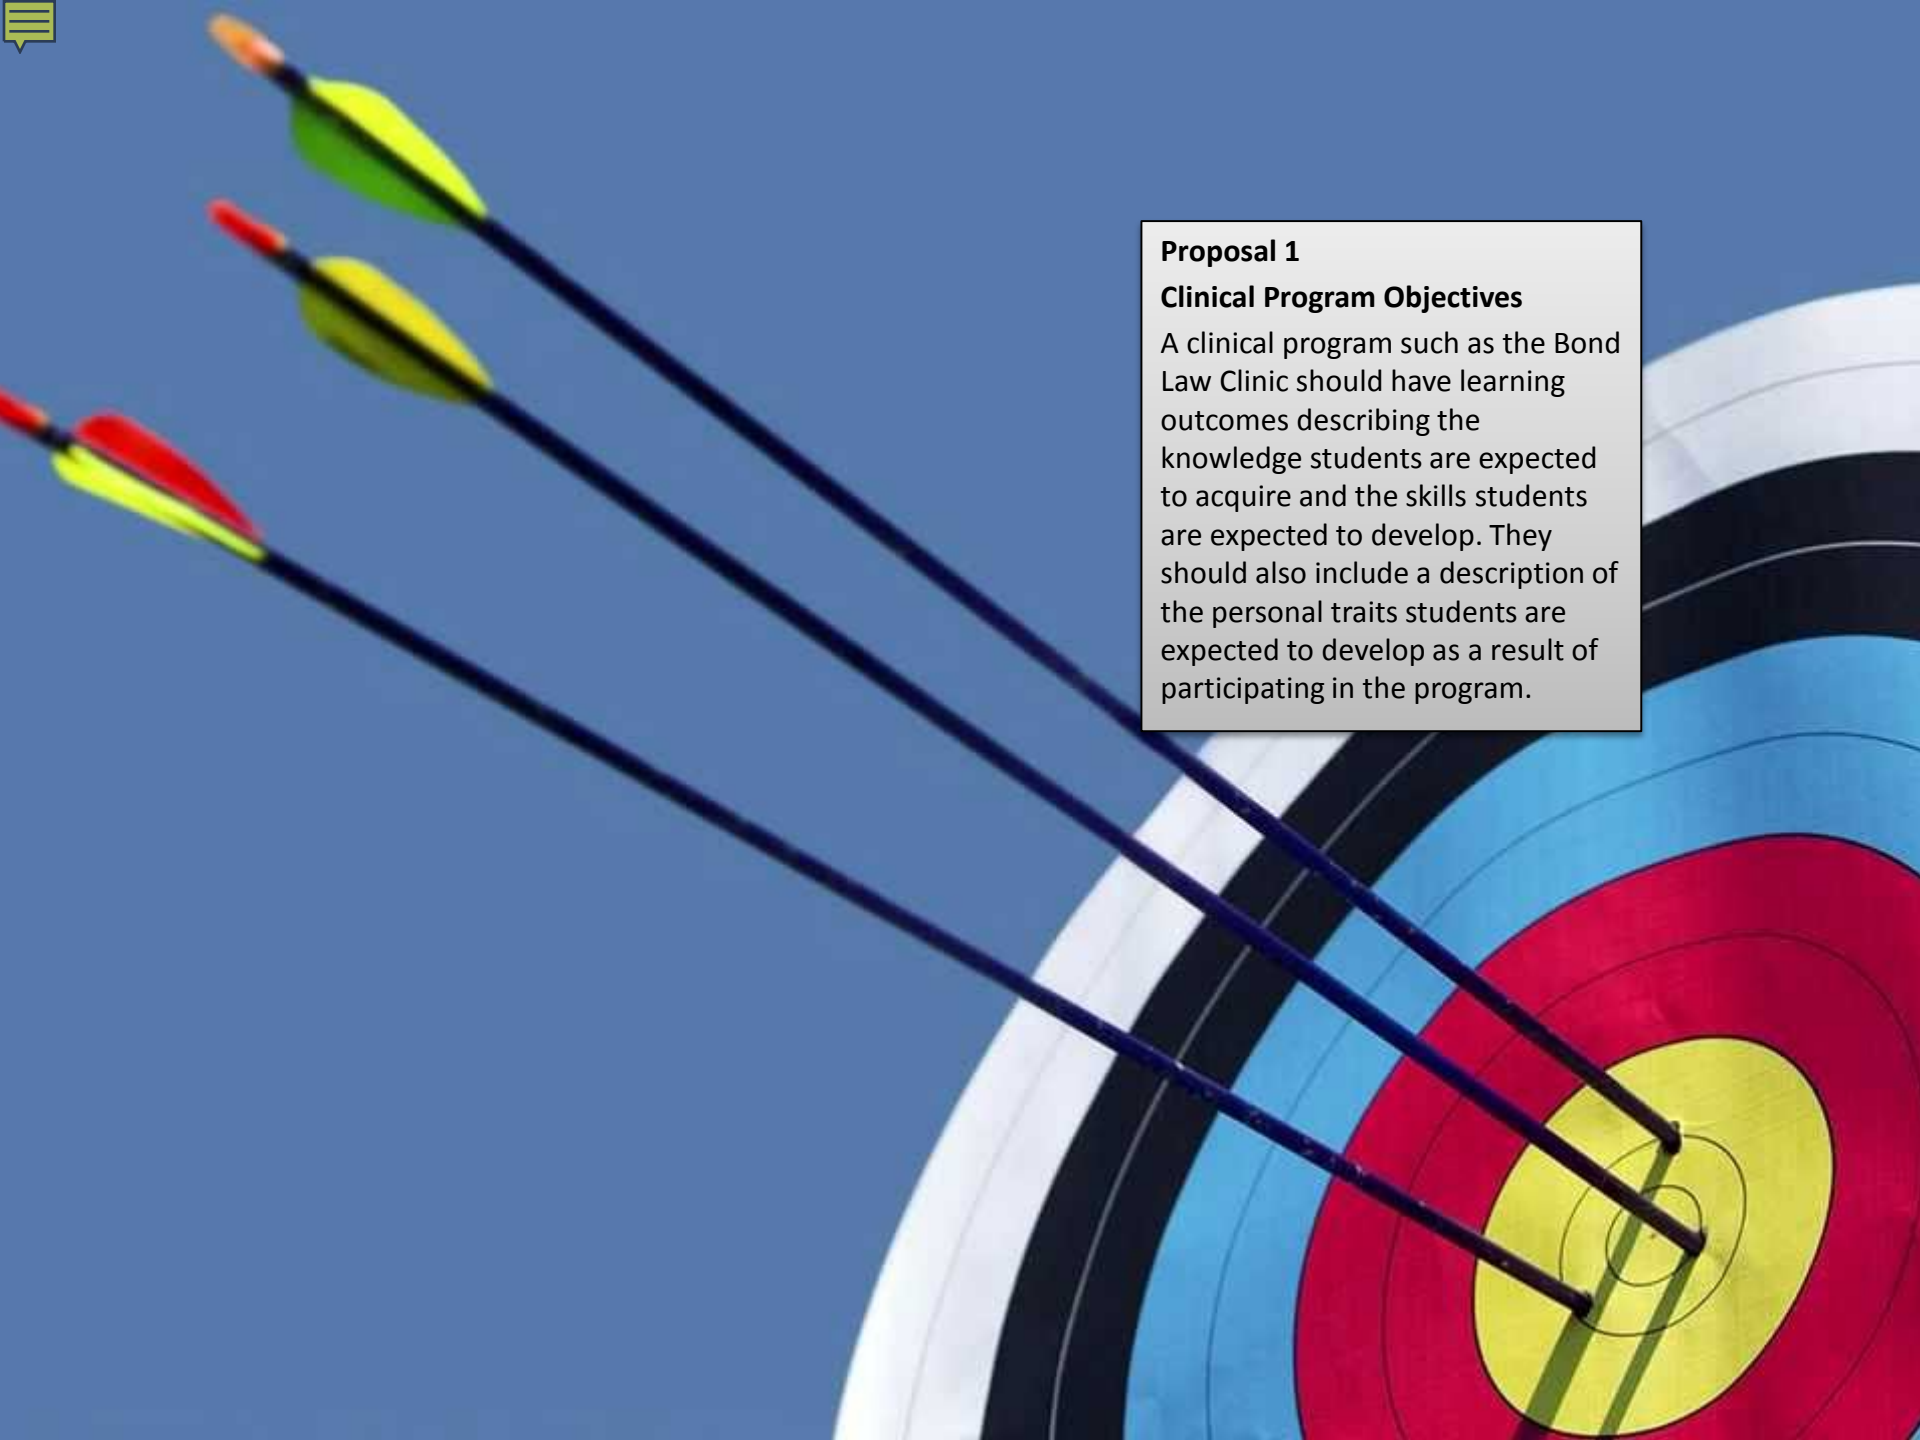 Proposal 1
Clinical Program Objectives
A clinical program such as the Bond
Law Clinic should have learning
outcomes describing the
knowledge students are expected
to acquire and the skills students
are expected to develop. They
should also include a description of
the personal traits students are
expected to develop as a result of
participating in the program.